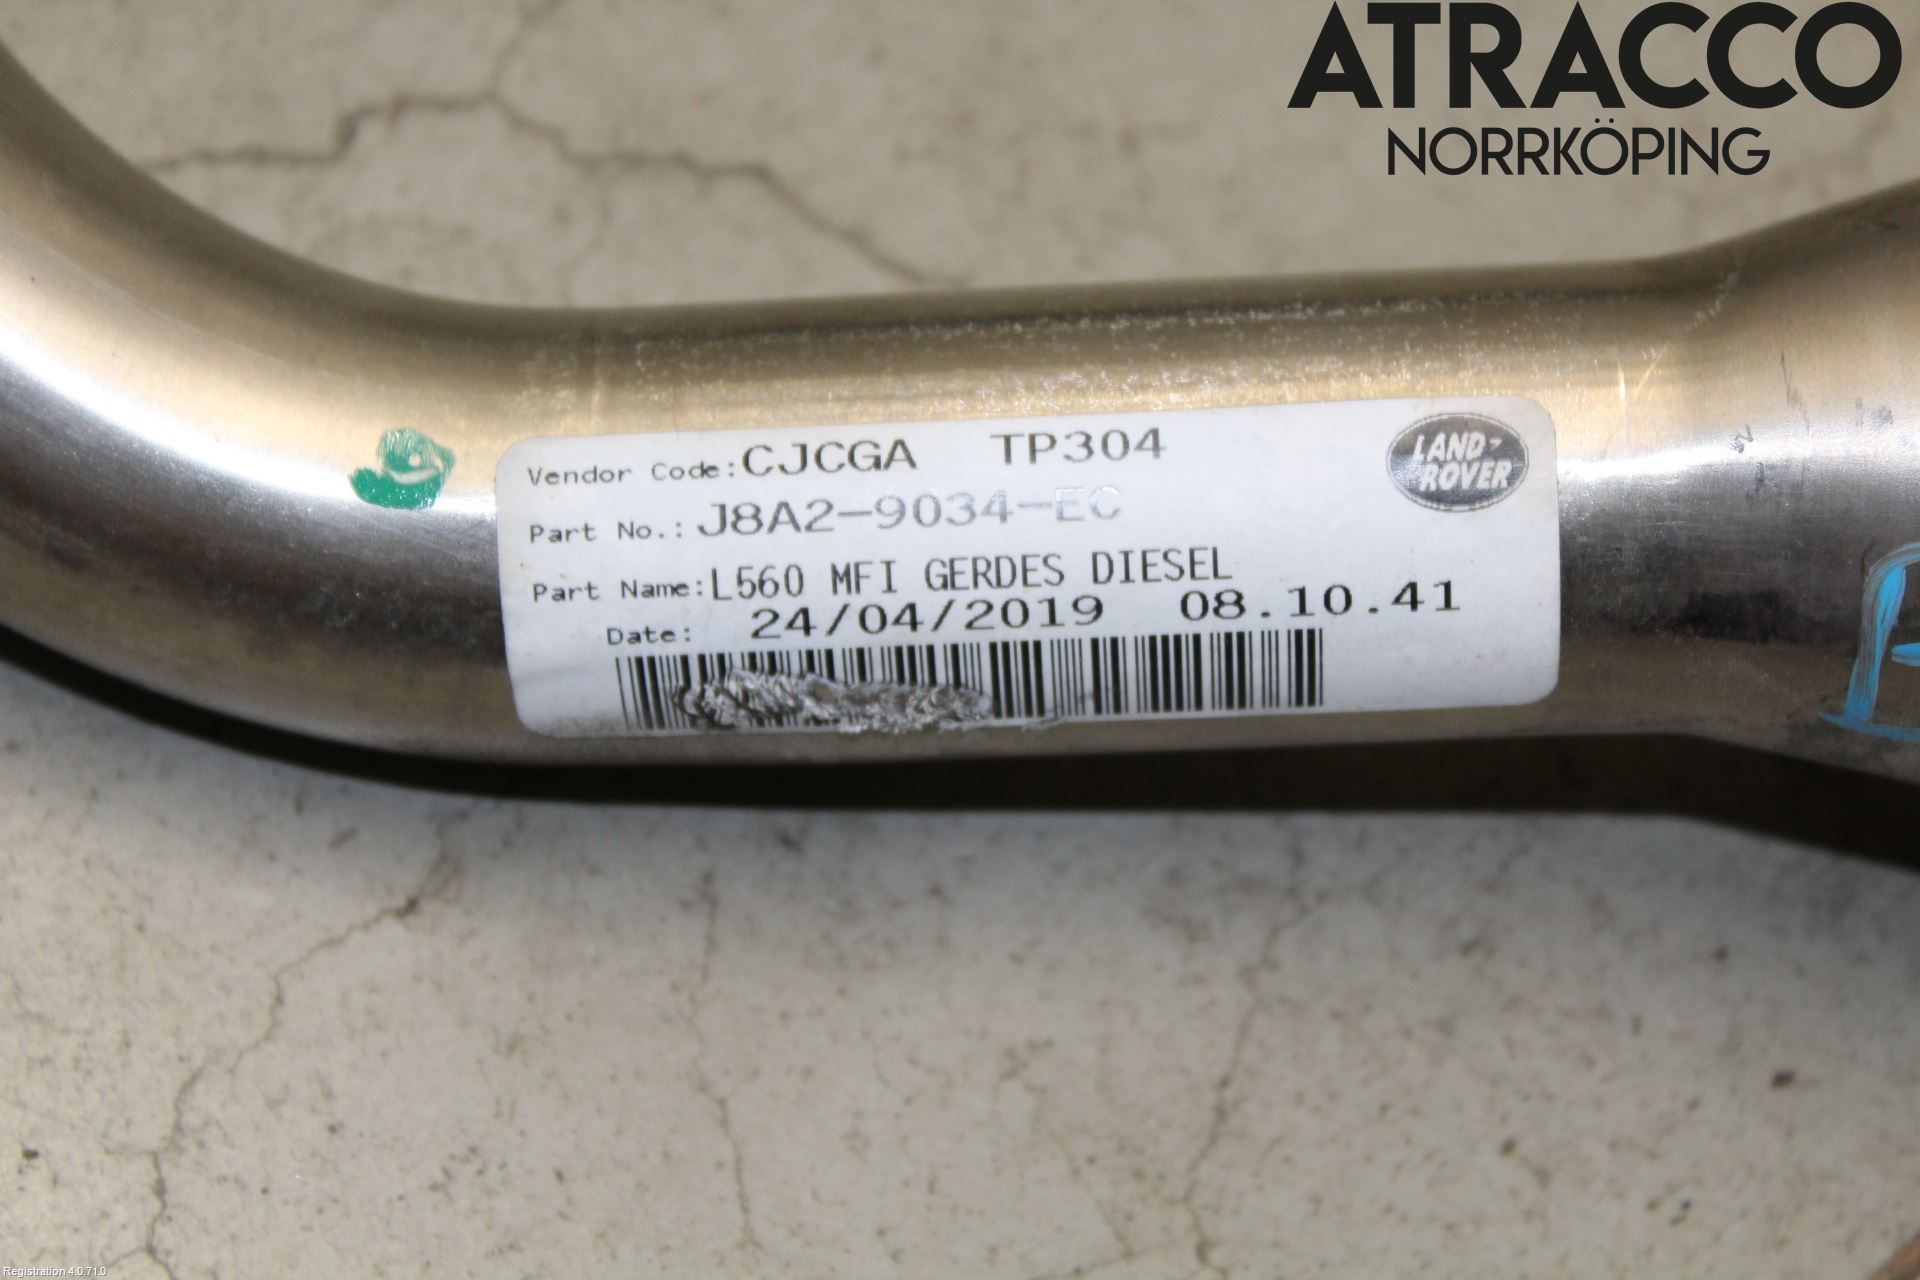 ATRACCO
NORRKÖPING
Vendor Code: CJCGA TP304
LAND-
ROVER
Part No.: J8A2-9034-EC
Part Name: L560 MFI GERDES DIESEL
Date: 24/04/2019 08.10.41
Registration 4.0.71.0